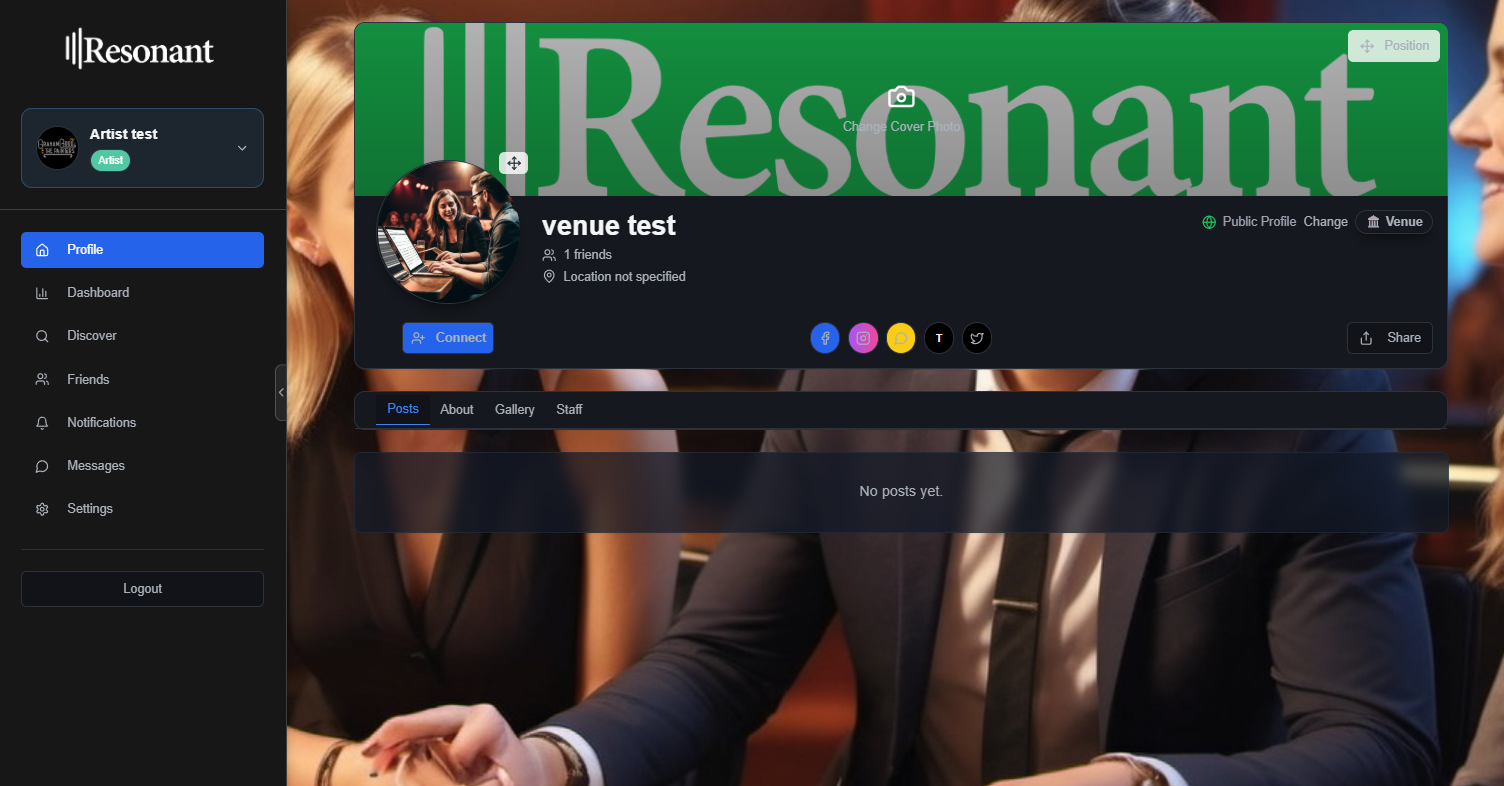 Resonant
Artist test
Artist
Profile
Dashboard
Discover
Friends
Notifications
Messages
Settings
Logout
Resonant
Position
Change Cover Photo
venue test
1 friends
Location not specified
Public Profile Change Venue
Connect
T
Share
Posts About Gallery Staff
No posts yet.